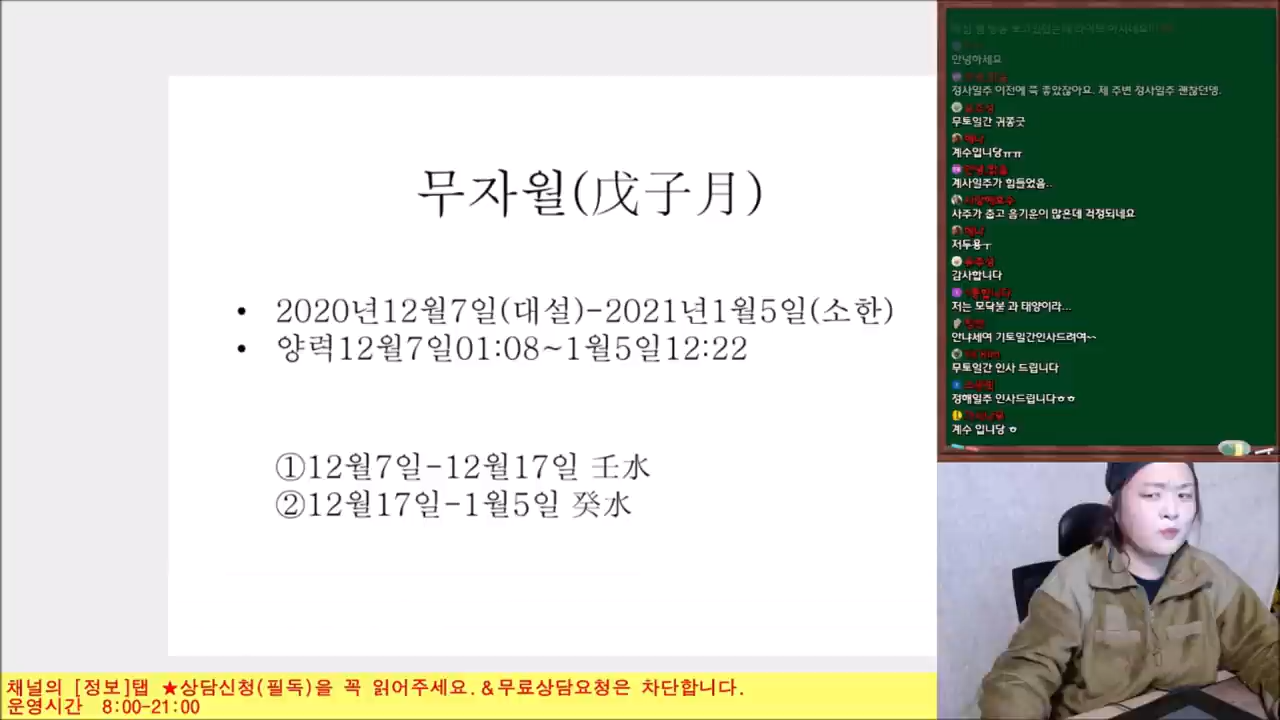 무자월(戊子月)
• 2020년12월7일(대설)-2021년1월5일(소한)
• 양력12월7일01:08~1월5일12:22
①12월7일-12월17일 壬水
②12월17일-1월5일 癸水
안녕하세요
정사일주 이전에 쭉 좋았잖아요. 제 주변 정사일주 괜찮던뎅.
무토일간 귀쫑긋
계수입니당ㅠㅠ
계사일주가 힘들었음..
사주가 춥고 음기운이 많은데 걱정되네요
저두용ㅜ
감사합니다
저는 모닥불 과 태양이라...
안냐세여 기토일간인사드려여~~
무토일간 인사 드립니다
정해일주 인사드립니다ㅎㅎ
계수 입니당 ㅎ
채널의 [정보]탭 ★상담신청(필독)을 꼭 읽어주세요.&무료상담요청은 차단합니다.
운영시간 8:00-21:00